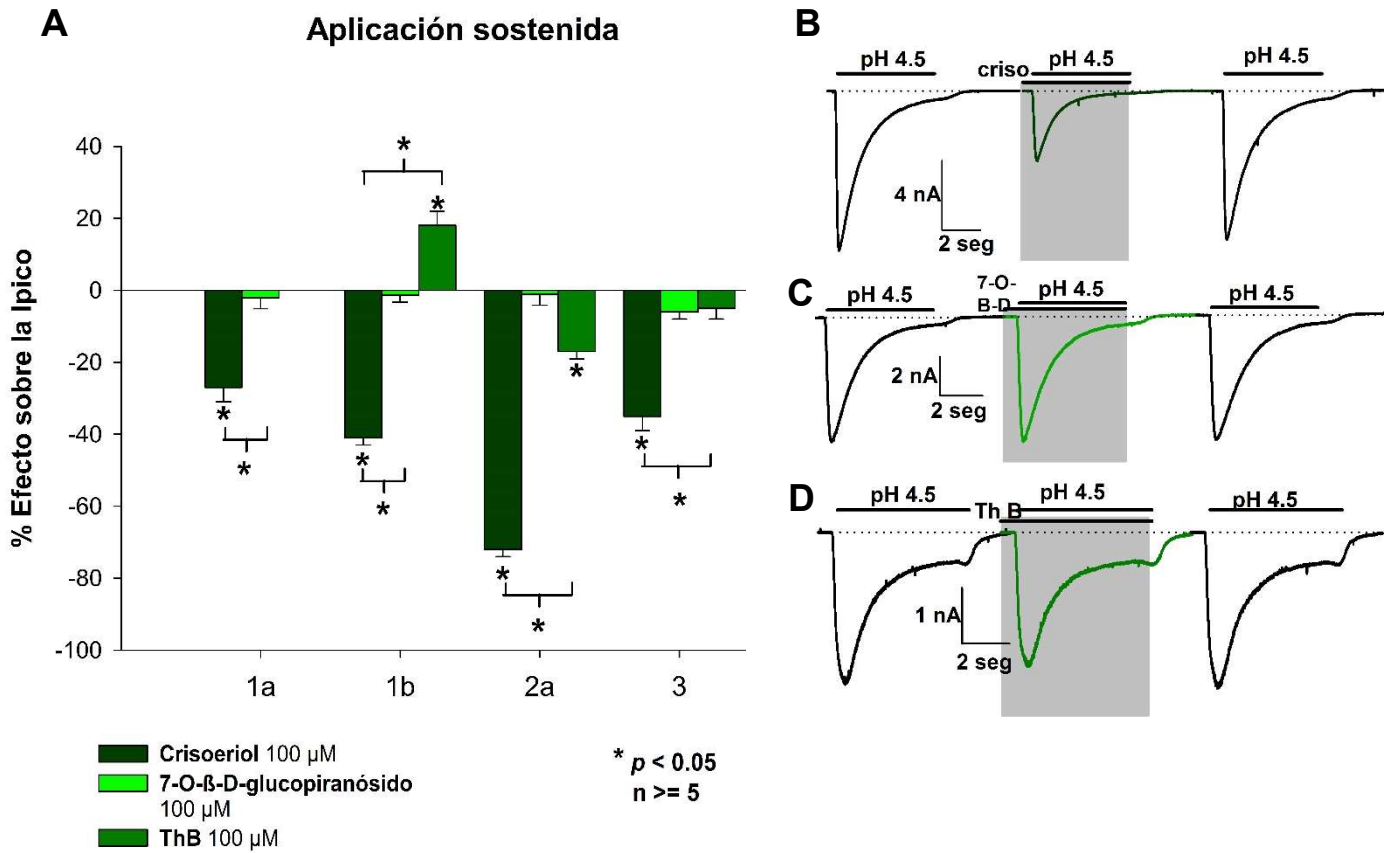 A
Aplicación sostenida
% Efecto sobre la Ipico
40
20
0
-20
-40
-60
-80
-100
*
*
*
*
*
*
*
*
*
*
*
1a
1b
2a
3
Crisoeriol 100 µM
7-O-ß-D-glucopiranósido
100 µM
ThB 100 µM
* p < 0.05
n >= 5
B
pH 4.5
criso
pH 4.5
pH 4.5
4 nA
2 seg
C
pH 4.5
7-O-
B-D
pH 4.5
pH 4.5
2 nA
2 seg
D
pH 4.5
Th B
pH 4.5
pH 4.5
1 nA
2 seg